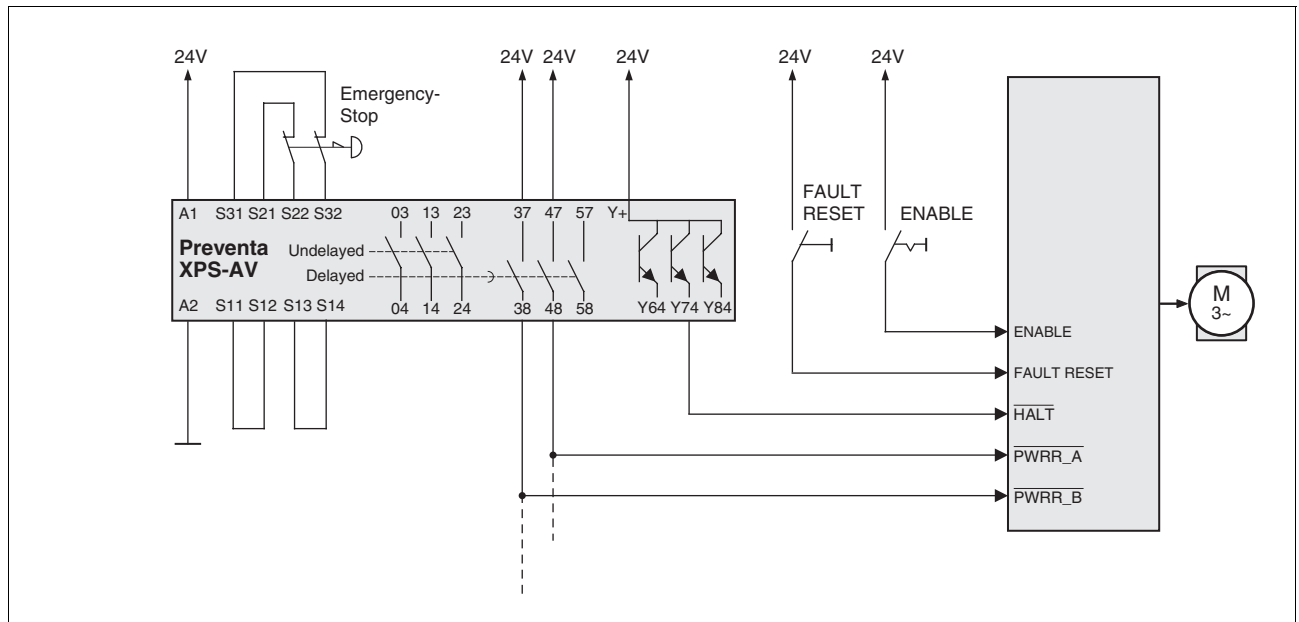 24V 24V 24V 24V 24V 24V
Emergency-
Stop
FAULT
RESET ENABLE
A1 S31 S21 S22 S32 03 13 23 37 47 57 Y+
Preventa
XPS-AV
Undelayed
Delayed
A2 S11 S12 S13 S14 04 14 24 38 48 58 Y64 Y74 Y84
M
3~
ENABLE
FAULT RESET
HALT
PWRR_A
PWRR_B